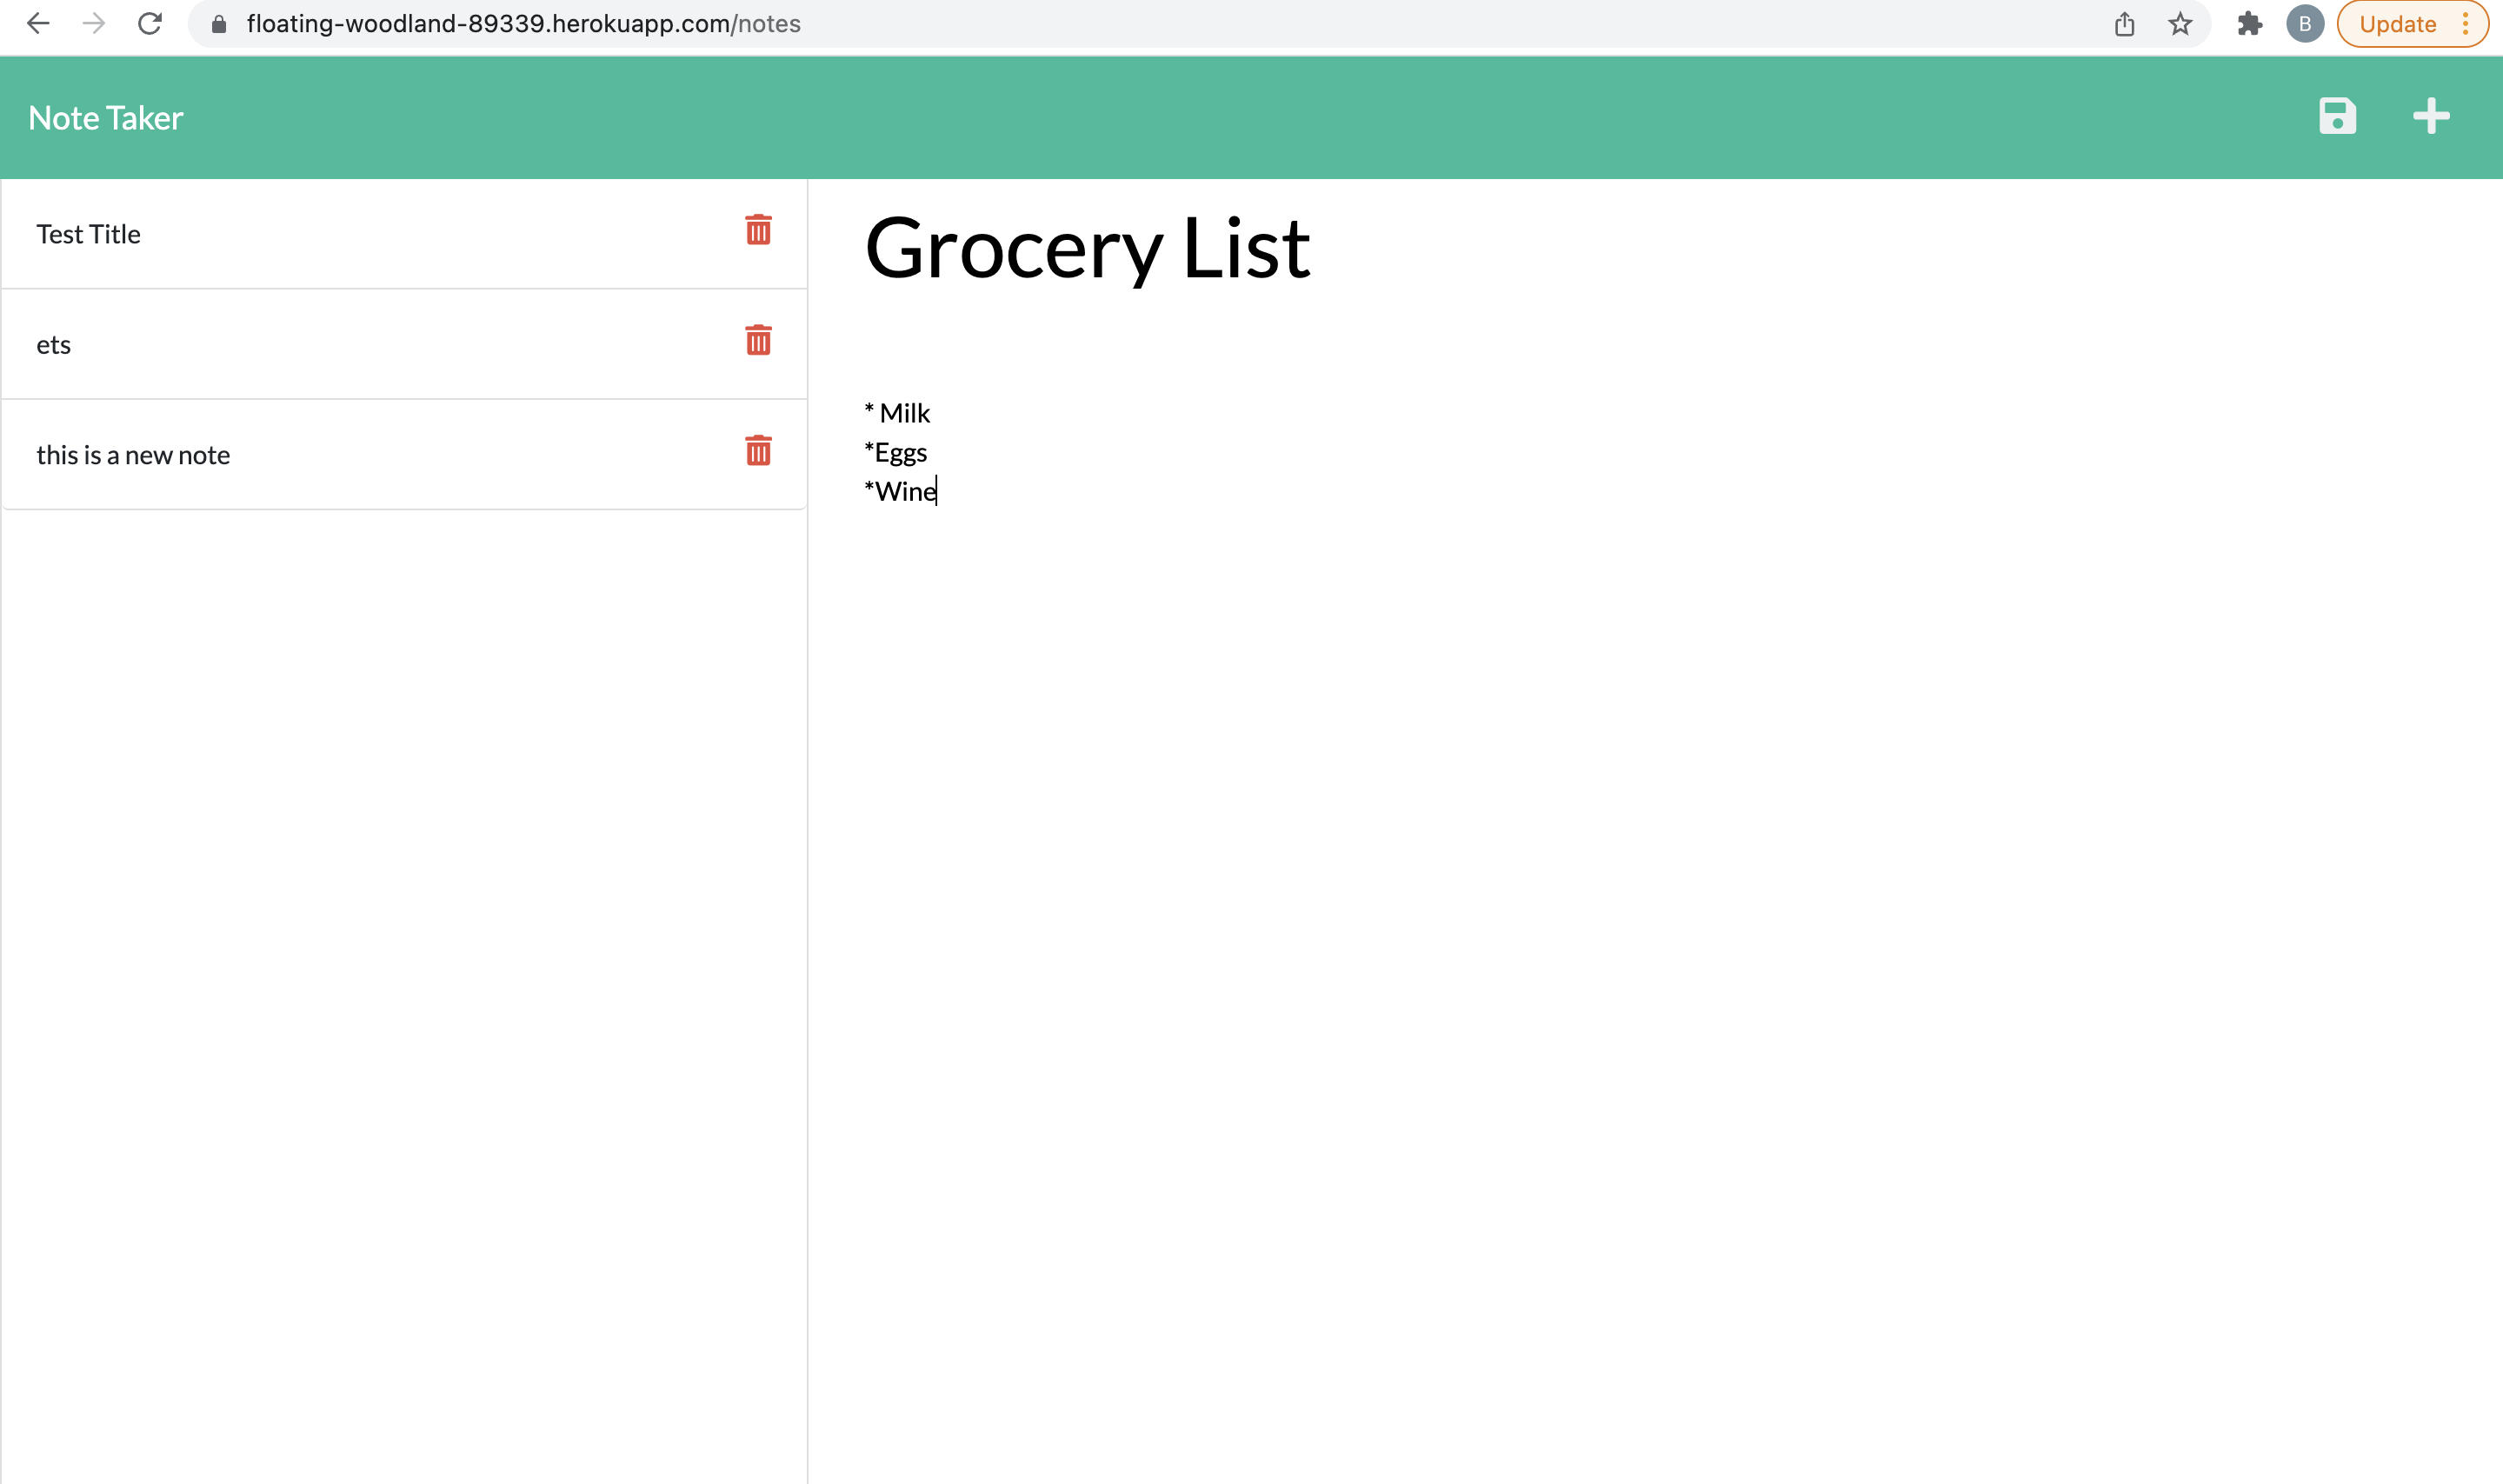 floating-woodland-89339.herokuapp.com/notes
B
Update
Note Taker
Test Title
ets
this is a new note
Grocery List
* Milk
*Eggs
*Wine